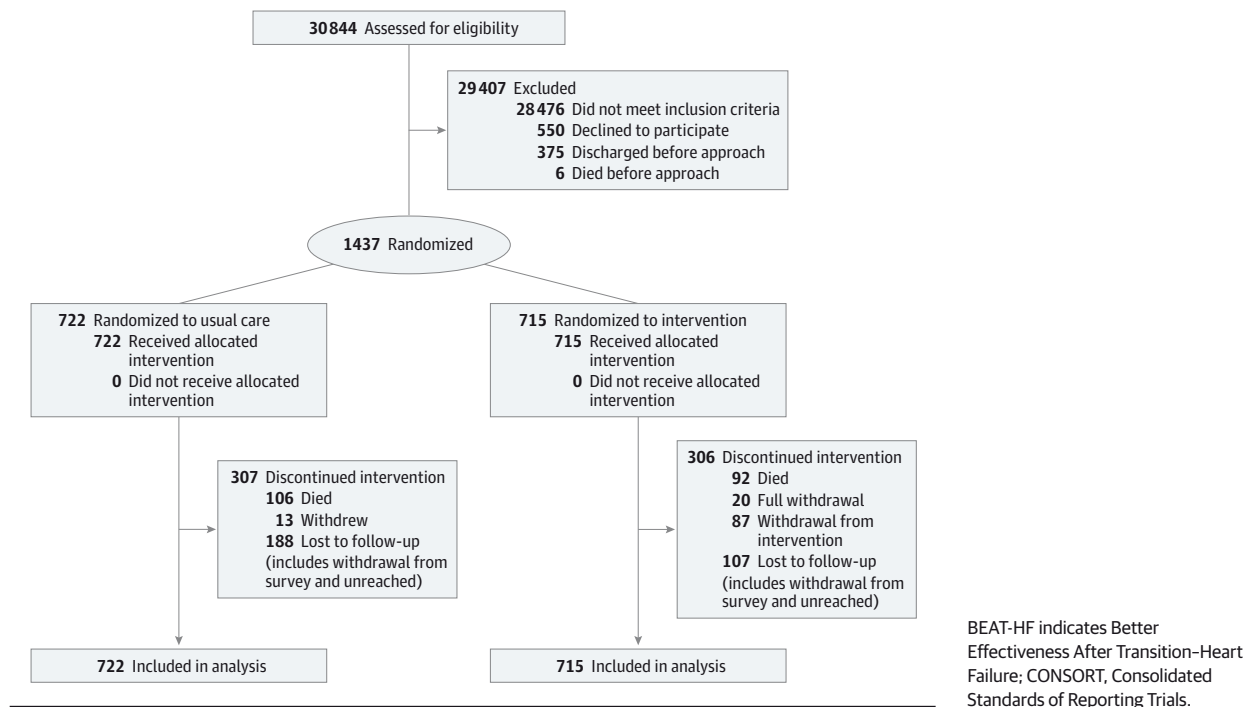 30844 Assessed for eligibility
29407 Excluded
28476 Did not meet inclusion criteria
550 Declined to participate
375 Discharged before approach
6 Died before approach
1437 Randomized
722 Randomized to usual care
722 Received allocated
intervention
0 Did not receive allocated
intervention
715 Randomized to intervention
715 Received allocated
intervention
0 Did not receive allocated
intervention
307 Discontinued intervention
106 Died
13 Withdrew
188 Lost to follow-up
(includes withdrawal from
survey and unreached)
306 Discontinued intervention
92 Died
20 Full withdrawal
87 Withdrawal from
intervention
107 Lost to follow-up
(includes withdrawal from
survey and unreached)
722 Included in analysis
715 Included in analysis
BEAT-HF indicates Better
Effectiveness After Transition–Heart
Failure; CONSORT, Consolidated
Standards of Reporting Trials.